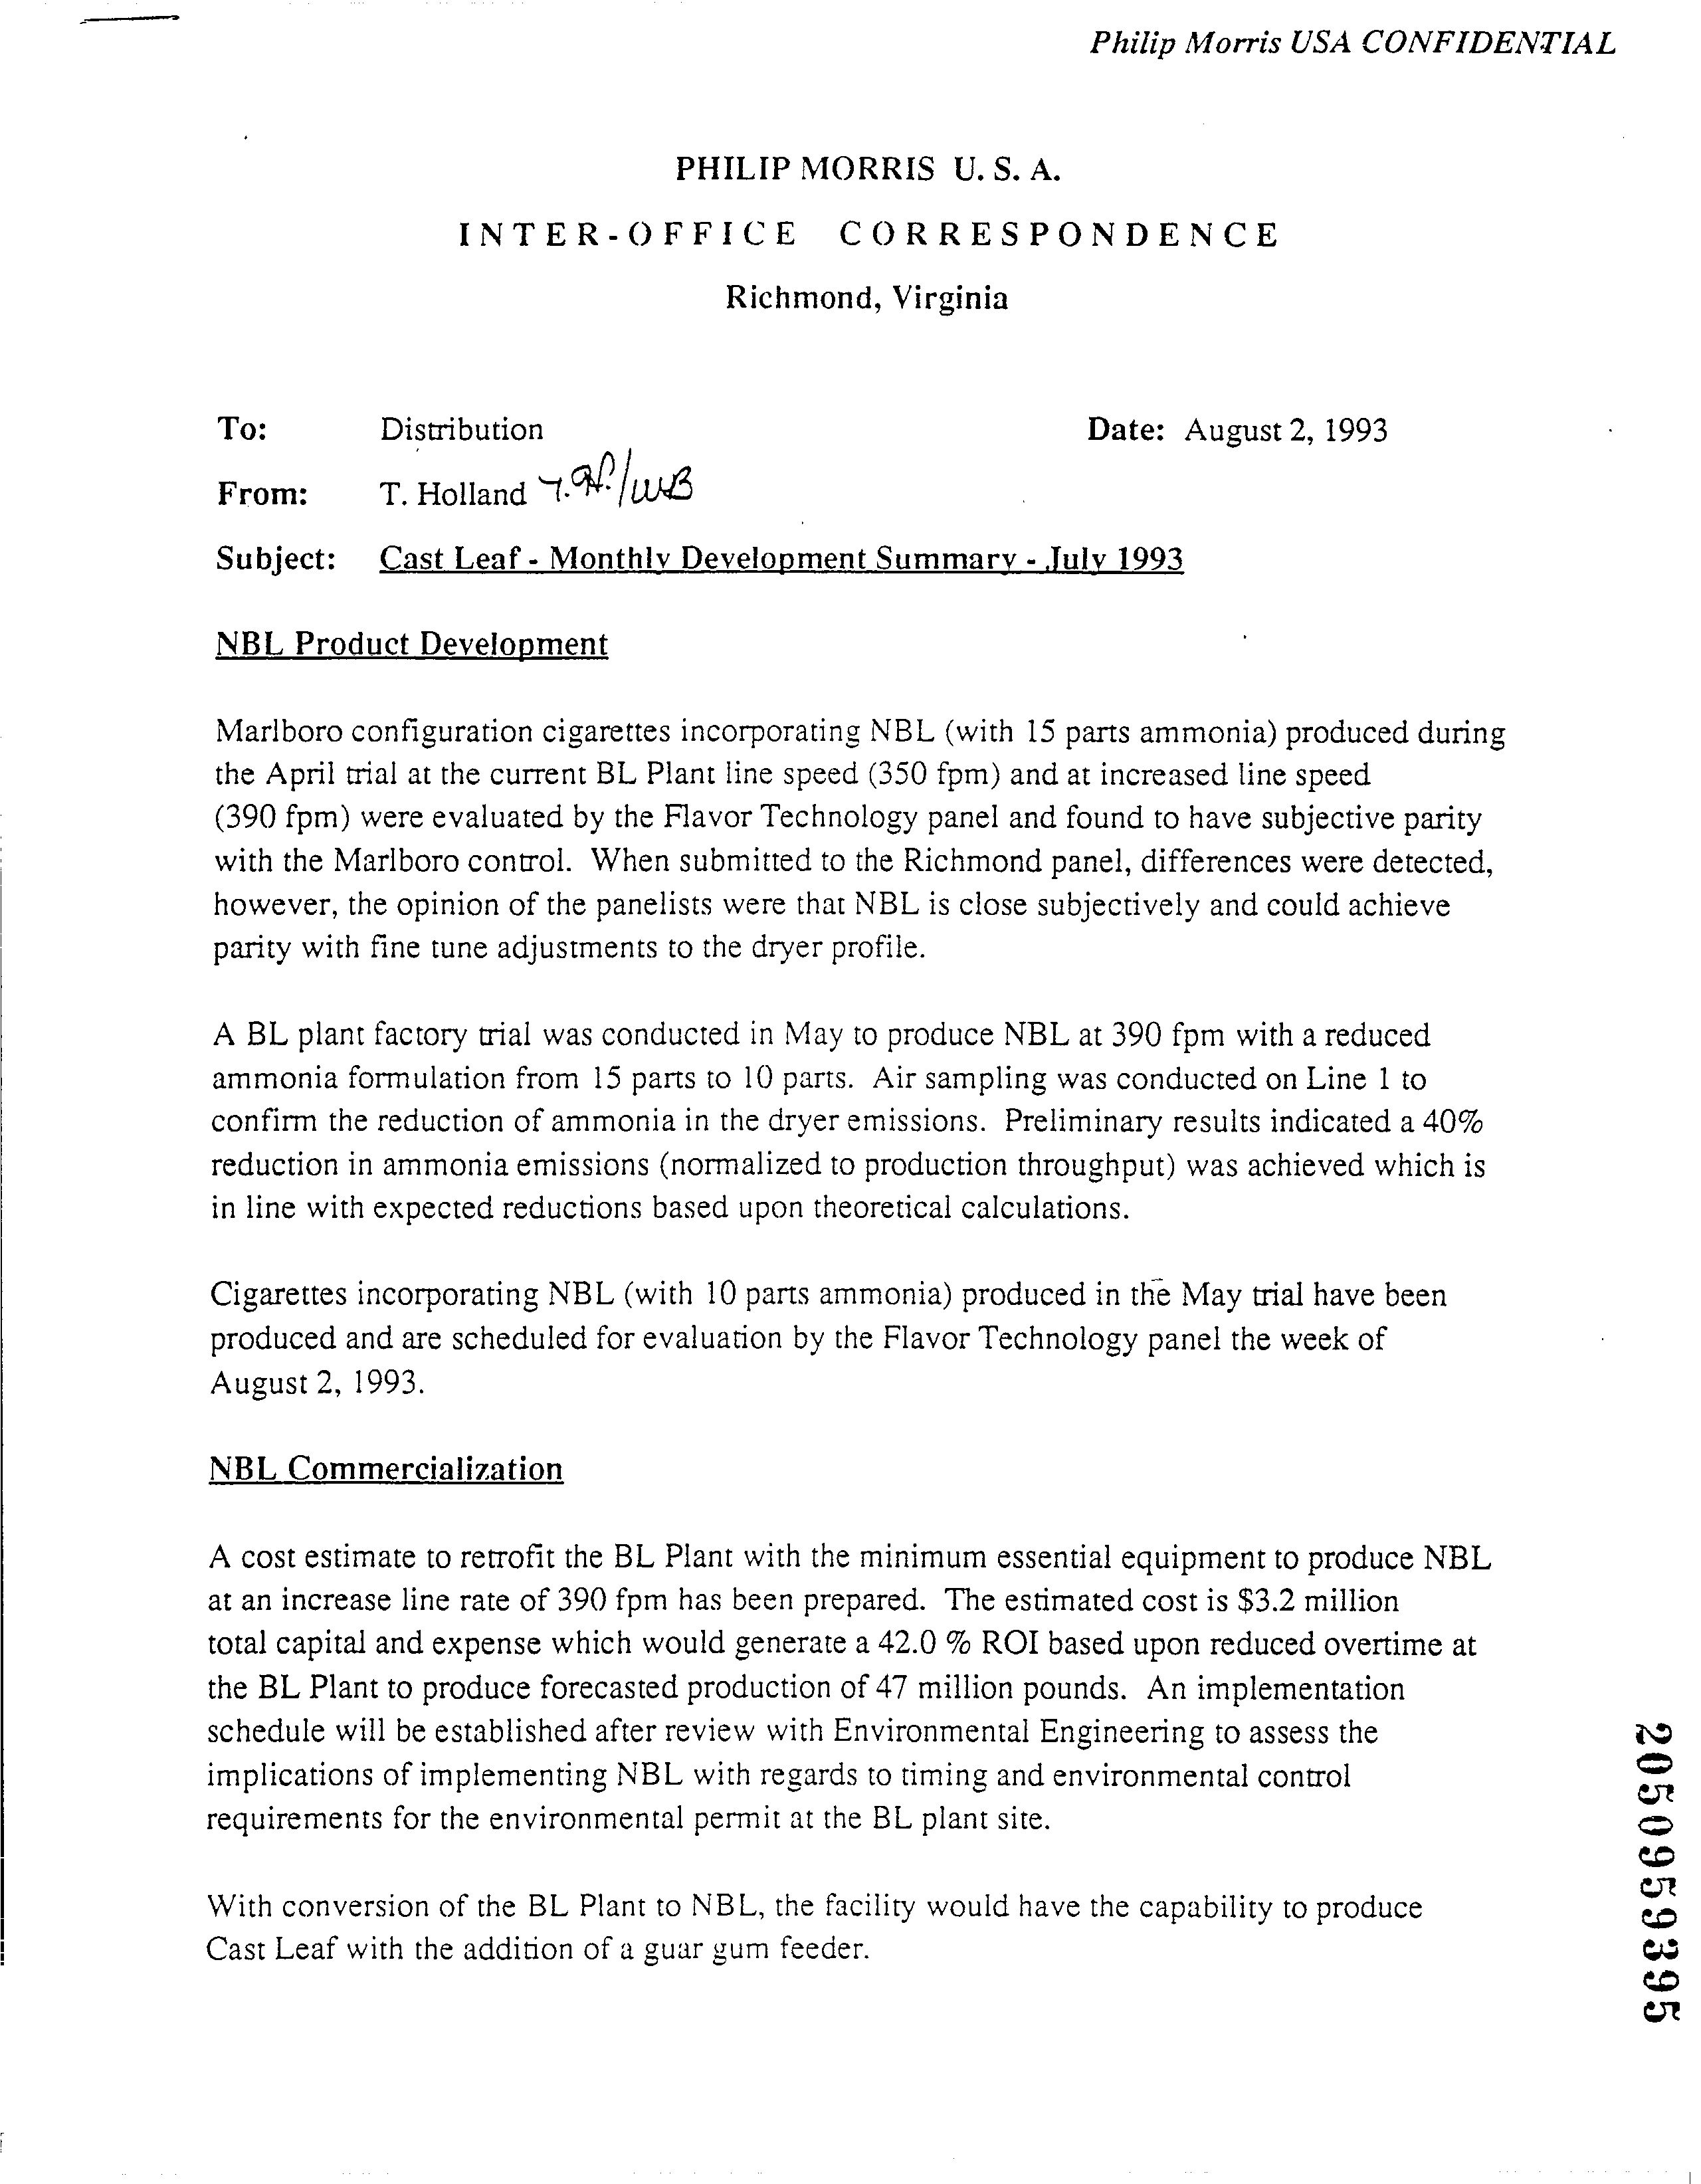 Philip Morris USA CONFIDENTIAL
PHILIP MORRIS U. S. A.
INTER-OFFICE CORRESPONDENCE
Richmond, Virginia
To: Distribution Date: August 2, 1993
From: T. Holland T.H./WB
Subject: Cast Leaf - Monthly Development Summary - July 1993
NBL Product Development
Marlboro configuration cigarettes incorporating NBL (with 15 parts ammonia) produced during
the April trial at the current BL Plant line speed (350 fpm) and at increased line speed
(390 fpm) were evaluated by the Flavor Technology panel and found to have subjective parity
with the Marlboro control. When submitted to the Richmond panel, differences were detected,
however, the opinion of the panelists were that NBL is close subjectively and could achieve
parity with fine tune adjustments to the dryer profile.
A BL plant factory trial was conducted in May to produce NBL at 390 fpm with a reduced
ammonia formulation from 15 parts to 10 parts. Air sampling was conducted on Line 1 to
confirm the reduction of ammonia in the dryer emissions. Preliminary results indicated a 40%
reduction in ammonia emissions (normalized to production throughput) was achieved which is
in line with expected reductions based upon theoretical calculations.
Cigarettes incorporating NBL (with 10 parts ammonia) produced in the May trial have been
produced and are scheduled for evaluation by the Flavor Technology panel the week of
August 2, 1993.
NBL Commercialization
A cost estimate to retrofit the BL Plant with the minimum essential equipment to produce NBL
at an increase line rate of 390 fpm has been prepared. The estimated cost is $3.2 million
total capital and expense which would generate a 42.0 % ROI based upon reduced overtime at
the BL Plant to produce forecasted production of 47 million pounds. An implementation
schedule will be established after review with Environmental Engineering to assess the
implications of implementing NBL with regards to timing and environmental control
requirements for the environmental permit at the BL plant site.
With conversion of the BL Plant to NBL, the facility would have the capability to produce
Cast Leaf with the addition of a guar gum feeder.
2050959395